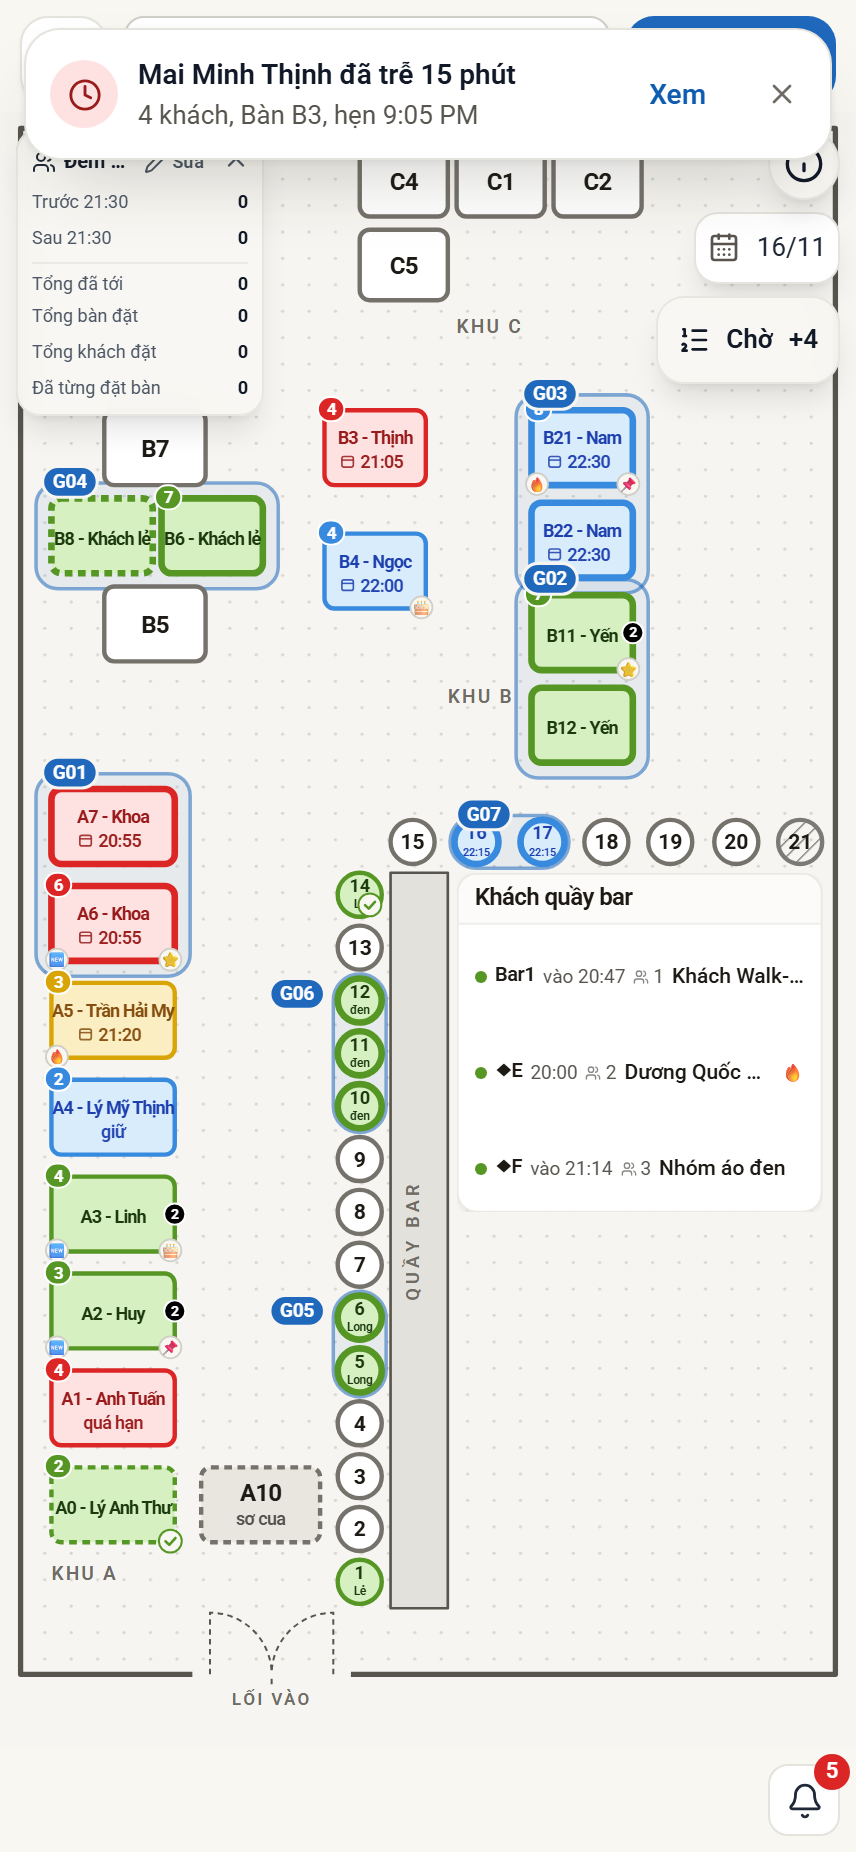 Mai Minh Thịnh đã trễ 15 phút
4 khách, Bàn B3, hẹn 9:05 PM
Xem
Đếm ... Sửa
Trước 21:30 0
Sau 21:30 0
Tổng đã tới 0
Tổng bàn đặt 0
Tổng khách đặt 0
Đã từng đặt bàn 0
C4 C1 C2
C5
KHU C
16/11
Chờ +4
B7
G04
7
B8 - Khách lẻ
B6 - Khách lẻ
B5
4
B3 - Thịnh
21:05
4
B4 - Ngọc
22:00
G03
B21 - Nam
22:30
B22 - Nam
22:30
G02
B11 - Yến 2
B12 - Yến
KHU B
G01
A7 - Khoa
20:55
6
A6 - Khoa
20:55
NEW
3
A5 - Trần Hải My
21:20
2
A4 - Lý Mỹ Thịnh
giữ
4
A3 - Linh 2
NEW
3
A2 - Huy 2
NEW
4
A1 - Anh Tuấn
quá hạn
2
A0 - Lý Anh Thư
A10
sơ cua
KHU A
G07
15 16 17 18 19 20 21
22:15 22:15
14
13
G06
12
đen
11
đen
10
đen
9
8
7
G05
6
Long
5
Long
4
3
2
1
Lẻ
QUẦY BAR
Khách quầy bar
Bar1 vào 20:47 1 Khách Walk-...
◆E 20:00 2 Dương Quốc ...
◆F vào 21:14 3 Nhóm áo đen
LỐI VÀO
5